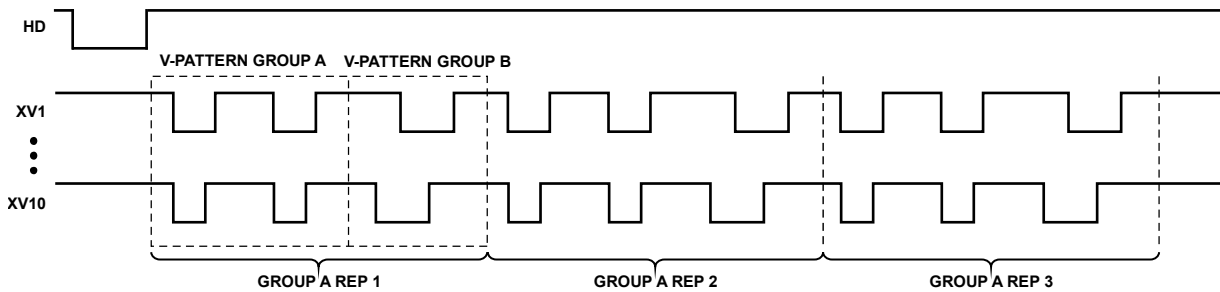 HD
V-PATTERN GROUP A V-PATTERN GROUP B
XV1
XV10
GROUP A REP 1 GROUP A REP 2 GROUP A REP 3